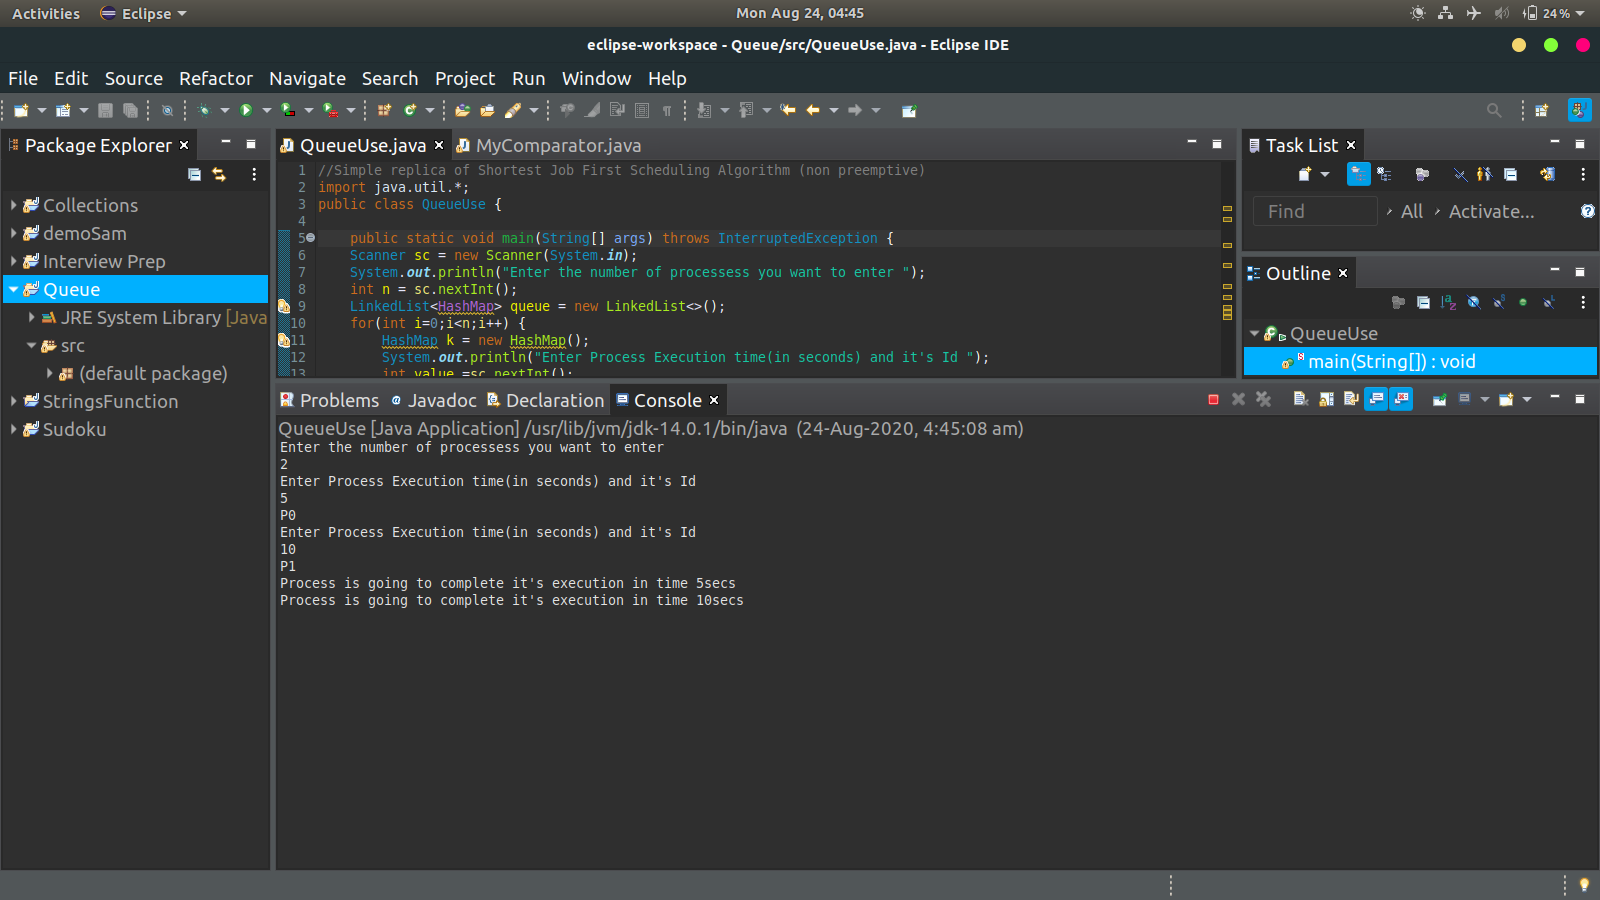 Activities
Eclipse
Mon Aug 24, 04:45
24 %
eclipse-workspace - Queue/src/QueueUse.java - Eclipse IDE
File Edit Source Refactor Navigate Search Project Run Window Help
Package Explorer
Collections
demoSam
Interview Prep
Queue
JRE System Library [Java
src
(default package)
StringsFunction
Sudoku
QueueUse.java
MyComparator.java
1 //Simple replica of Shortest Job First Scheduling Algorithm (non preemptive)
2 import java.util.*;
3 public class QueueUse {
4
5 public static void main(String[] args) throws InterruptedException {
6 Scanner sc = new Scanner(System.in);
7 System.out.println("Enter the number of processess you want to enter ");
8 int n = sc.nextInt();
9 LinkedList<HashMap> queue = new LinkedList<>();
10 for(int i=0;i<n;i++) {
11 HashMap k = new HashMap();
12 System.out.println("Enter Process Execution time(in seconds) and it's Id ");
13 int value =sc.nextInt();
Task List
Find
All
Activate...
Outline
QueueUse
main(String[]) : void
Problems
Javadoc
Declaration
Console
QueueUse [Java Application] /usr/lib/jvm/jdk-14.0.1/bin/java (24-Aug-2020, 4:45:08 am)
Enter the number of processess you want to enter
2
Enter Process Execution time(in seconds) and it's Id
5
P0
Enter Process Execution time(in seconds) and it's Id
10
P1
Process is going to complete it's execution in time 5secs
Process is going to complete it's execution in time 10secs